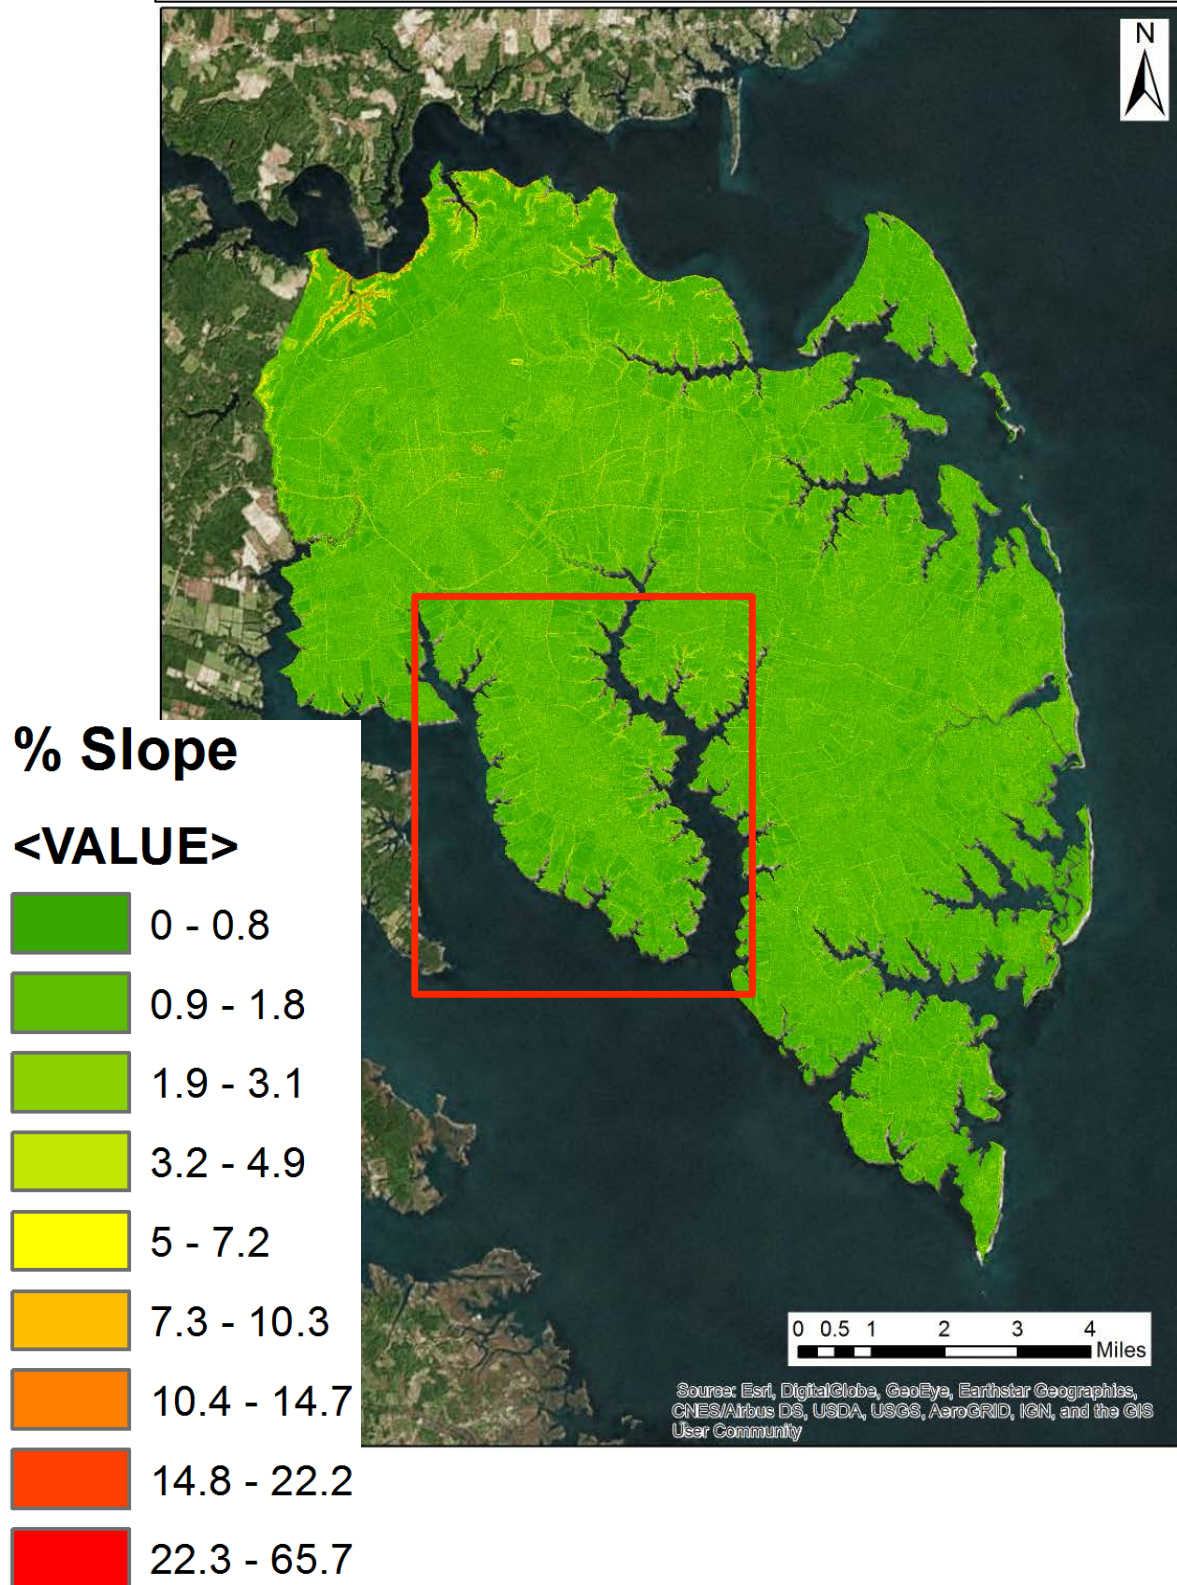 N
% Slope
<VALUE>
0 - 0.8
0.9 - 1.8
1.9 - 3.1
3.2 - 4.9
5 - 7.2
7.3 - 10.3
10.4 - 14.7
14.8 - 22.2
22.3 - 65.7
0 0.5 1 2 3 4
Miles
Source: Esri, DigitalGlobe, GeoEye, Earthstar Geographics,
CNES/Airbus DS, USDA, USGS, AeroGRID, IGN, and the GIS
User Community